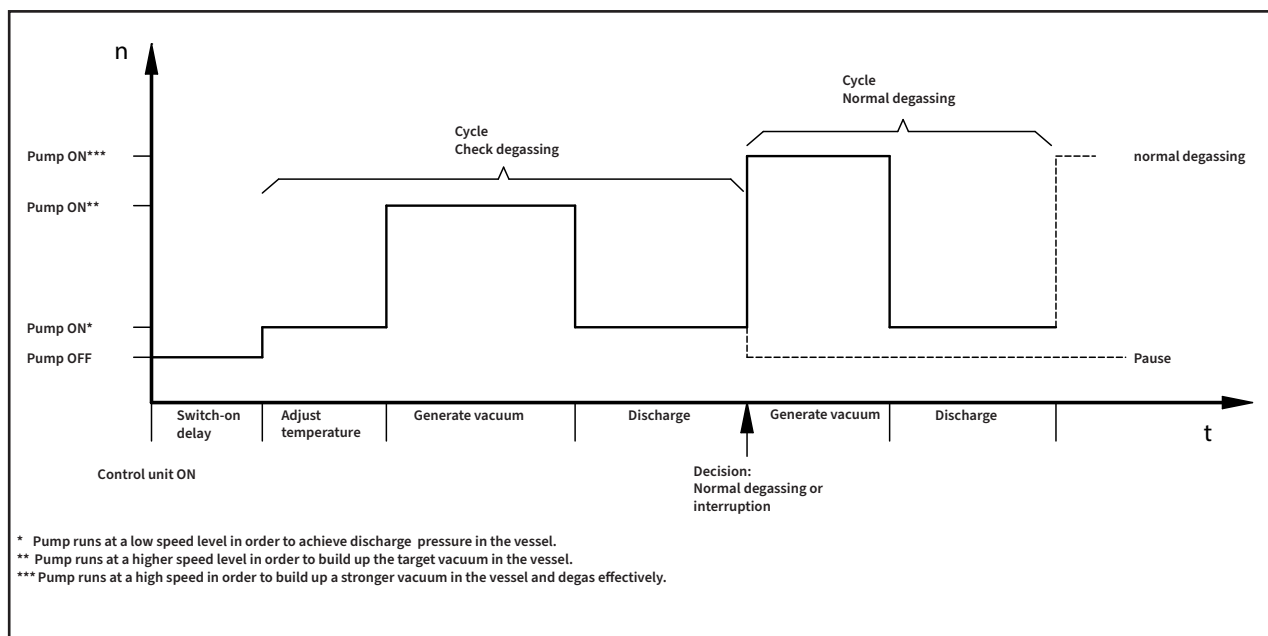 n
Cycle
Normal degassing
Cycle
Check degassing
Pump ON***
normal degassing
Pump ON**
Pump ON*
Pump OFF
Pause
Switch-on
delay
Adjust
temperature
Generate vacuum
Discharge
Generate vacuum
Discharge
t
Control unit ON
Decision:
Normal degassing or
interruption
* Pump runs at a low speed level in order to achieve discharge pressure in the vessel.
** Pump runs at a higher speed level in order to build up the target vacuum in the vessel.
*** Pump runs at a high speed in order to build up a stronger vacuum in the vessel and degas effectively.